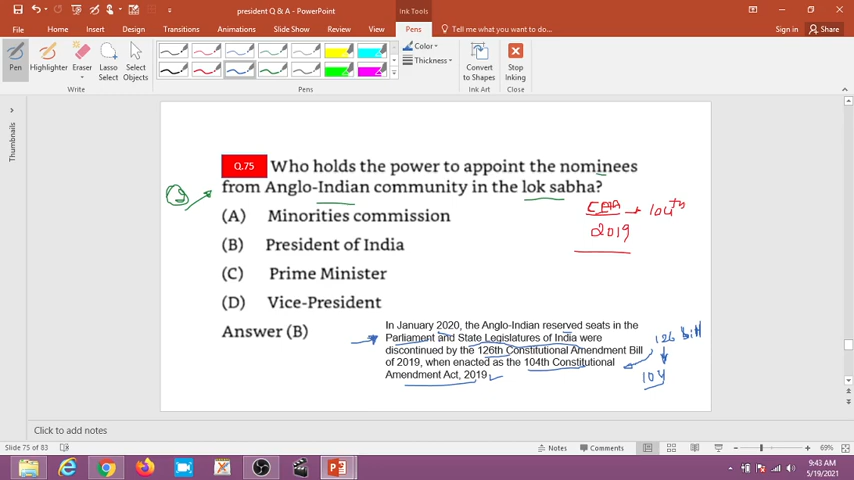 president Q & A - PowerPoint
Ink Tools
Sign in
Share
File
Home
Insert
Design
Transitions
Animations
Slide Show
Review
View
Pens
Tell me what you want to do...
Pen
Highlighter
Eraser
Lasso Select
Select Objects
Color
Thickness
Convert to Shapes
Stop Inking
Write
Pens
Ink Art
Close
Thumbnails
Q.75 Who holds the power to appoint the nominees
from Anglo-Indian community in the lok sabha?
(A) Minorities commission
(B) President of India
(C) Prime Minister
(D) Vice-President
Answer (B)
104th
2019
In January 2020, the Anglo-Indian reserved seats in the
Parliament and State Legislatures of India were
discontinued by the 126th Constitutional Amendment Bill
of 2019, when enacted as the 104th Constitutional
Amendment Act, 2019
126 Bill
104
Click to add notes
Slide 75 of 83
Notes
Comments
69%
9:43 AM
5/19/2021